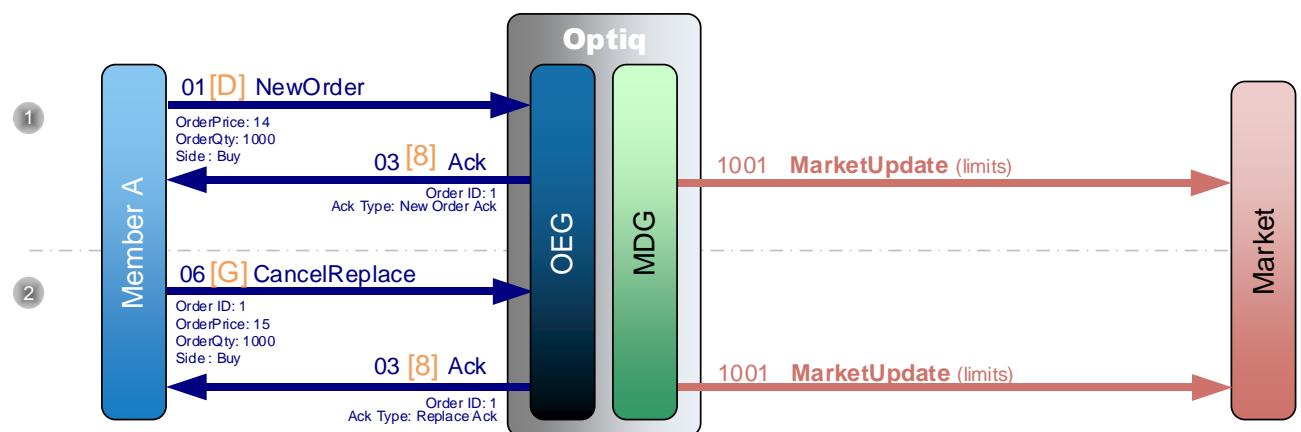 Optiq
1
01 [D] NewOrder
OrderPrice: 14
OrderQty: 1000
Side : Buy
03 [8] Ack
Order ID: 1
Ack Type: New Order Ack
1001 MarketUpdate (limits)
Member A
OEG
MDG
Market
2
06 [G] CancelReplace
Order ID: 1
OrderPrice: 15
OrderQty: 1000
Side : Buy
03 [8] Ack
Order ID: 1
Ack Type: Replace Ack
1001 MarketUpdate (limits)